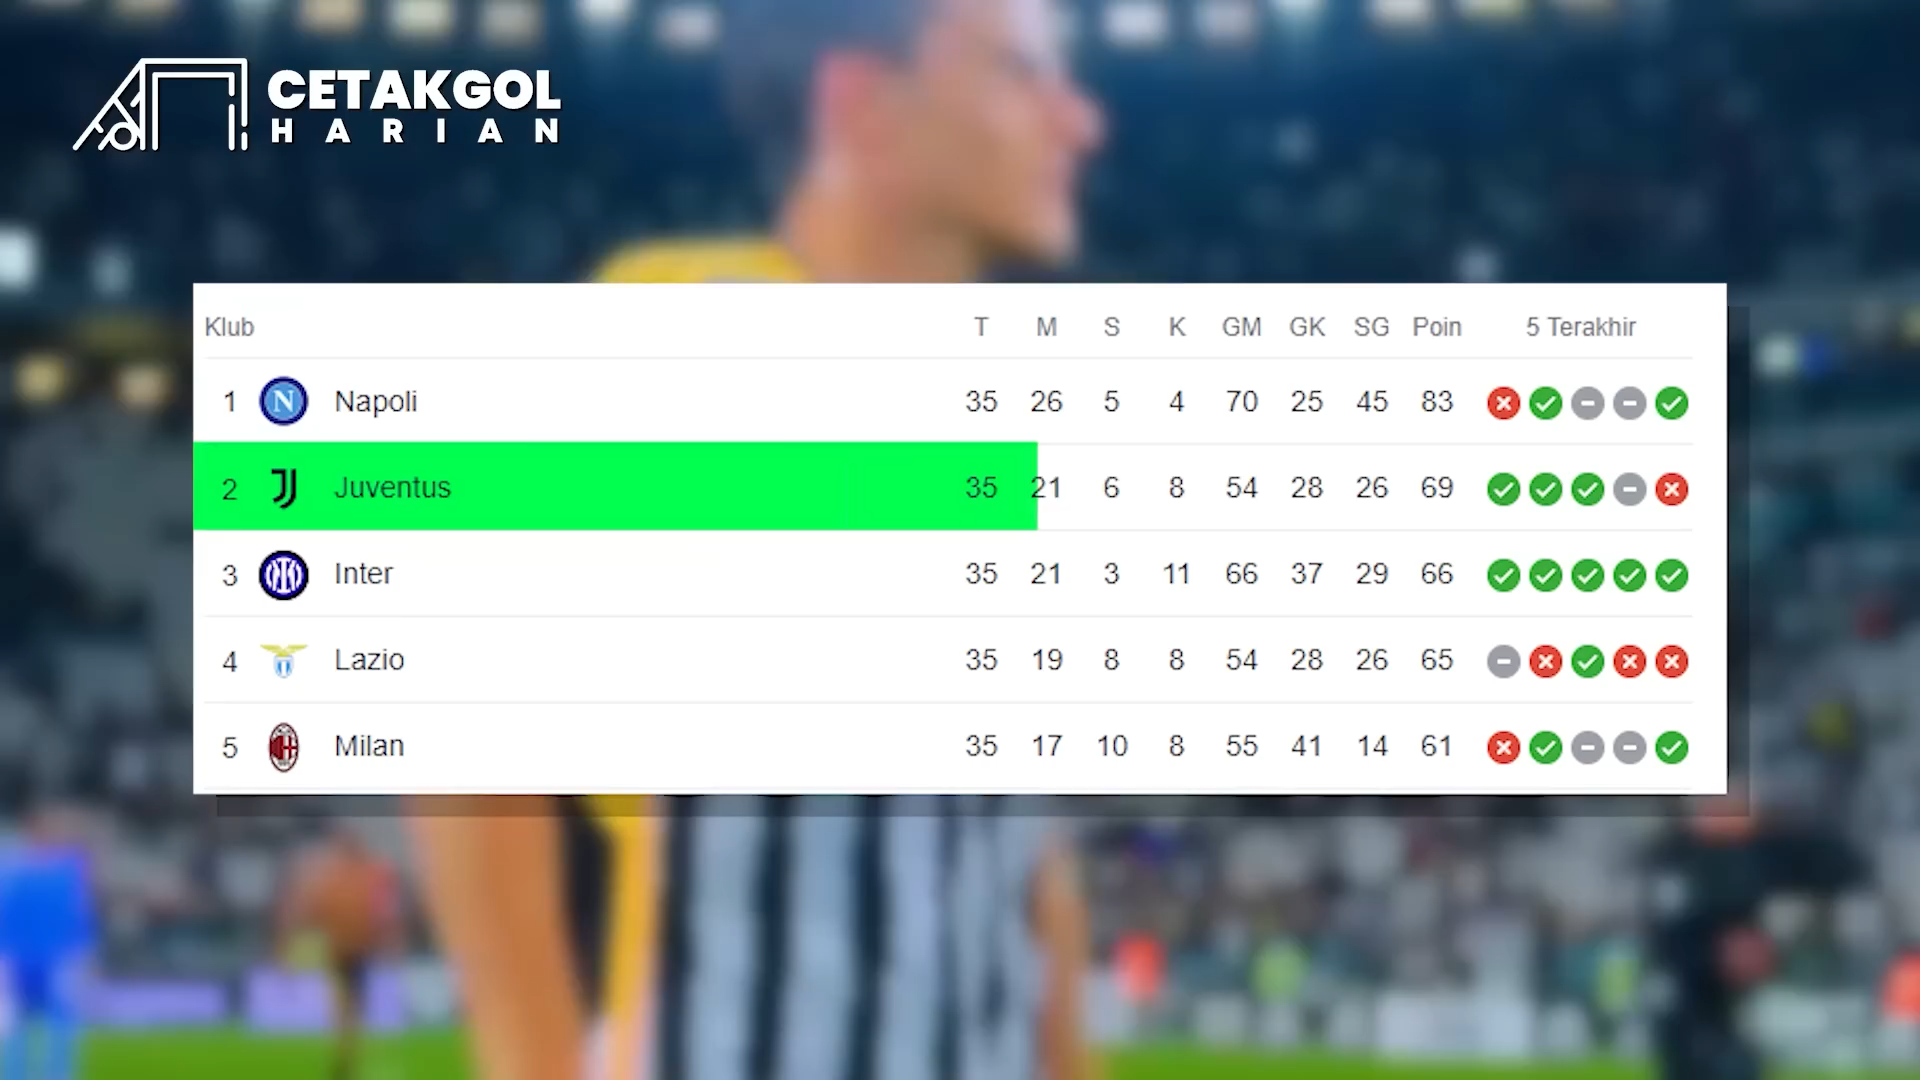 CETAKGOL
HARIAN
Klub T M S K GM GK SG Poin 5 Terakhir
1 N Napoli 35 26 5 4 70 25 45 83
2 Juventus 35 21 6 8 54 28 26 69
3 Inter 35 21 3 11 66 37 29 66
4 Lazio 35 19 8 8 54 28 26 65
5 Milan 35 17 10 8 55 41 14 61